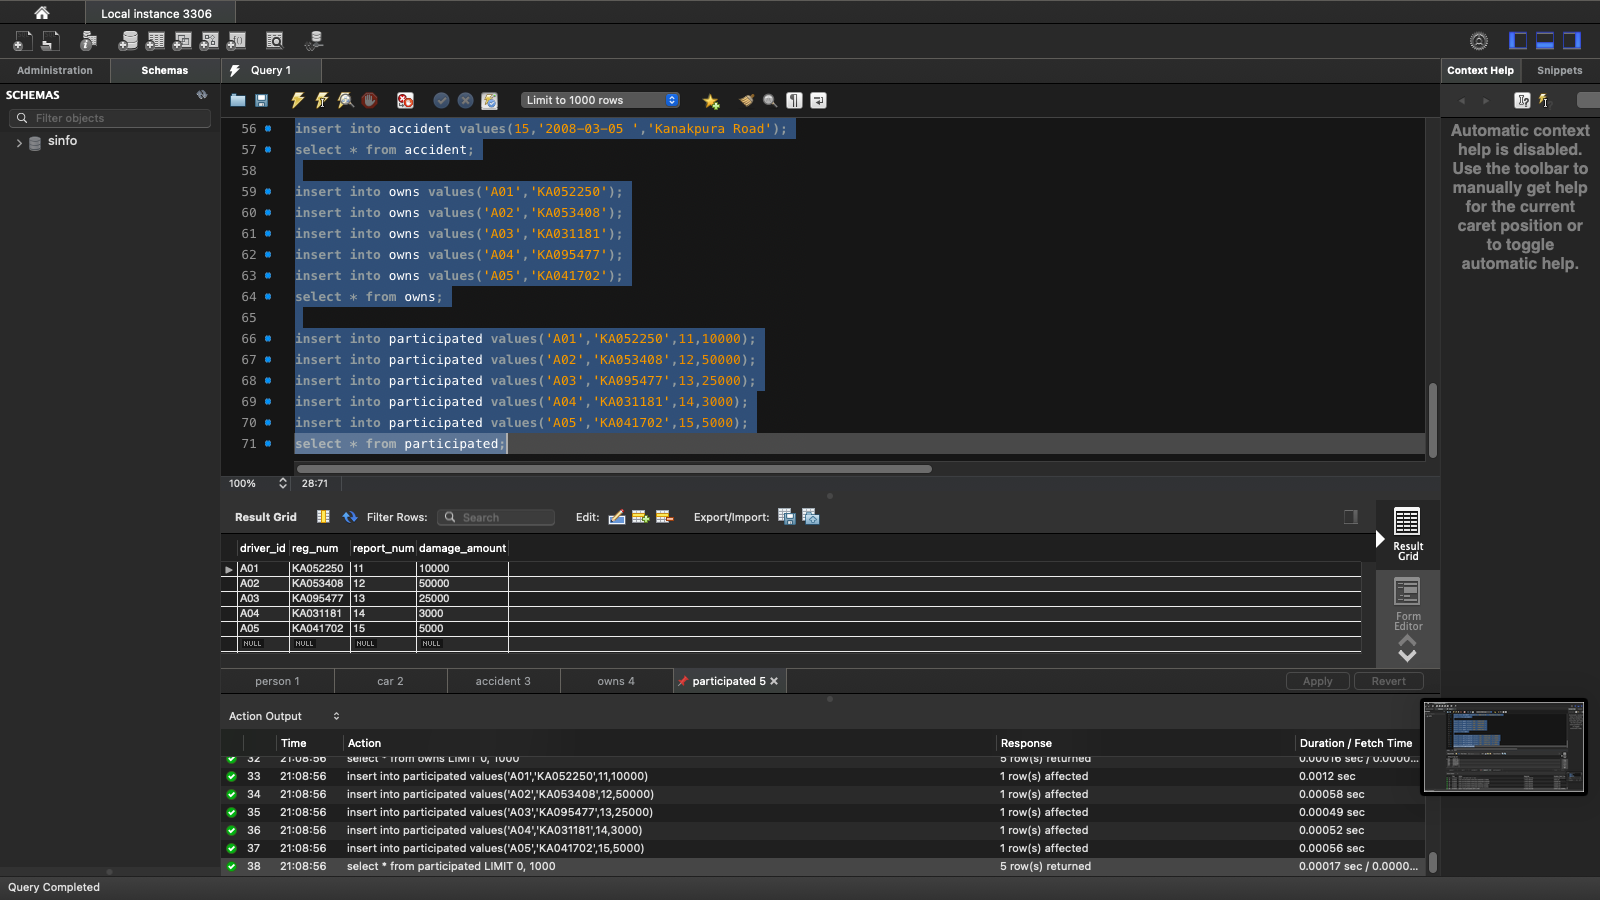 Local instance 3306
Administration Schemas Query 1 Context Help Snippets
SCHEMAS
Filter objects
sinfo
Limit to 1000 rows
56 insert into accident values(15,'2008-03-05 ','Kanakpura Road');
57 select * from accident;
58
59 insert into owns values('A01','KA052250');
60 insert into owns values('A02','KA053408');
61 insert into owns values('A03','KA031181');
62 insert into owns values('A04','KA095477');
63 insert into owns values('A05','KA041702');
64 select * from owns;
65
66 insert into participated values('A01','KA052250',11,10000);
67 insert into participated values('A02','KA053408',12,50000);
68 insert into participated values('A03','KA095477',13,25000);
69 insert into participated values('A04','KA031181',14,3000);
70 insert into participated values('A05','KA041702',15,5000);
71 select * from participated;
Automatic context
help is disabled.
Use the toolbar to
manually get help
for the current
caret position or
to toggle
automatic help.
100% 28:71
Result Grid Filter Rows: Search Edit: Export/Import:
driver_id reg_num report_num damage_amount
A01 KA052250 11 10000
A02 KA053408 12 50000
A03 KA095477 13 25000
A04 KA031181 14 3000
A05 KA041702 15 5000
NULL NULL NULL NULL
Result
Grid
Form
Editor
person 1 car 2 accident 3 owns 4 participated 5 Apply Revert
Action Output
Time Action Response Duration / Fetch Time
32 21:08:56 select * from owns LIMIT 0, 1000 5 row(s) returned 0.00016 sec / 0.0000...
33 21:08:56 insert into participated values('A01','KA052250',11,10000) 1 row(s) affected 0.0012 sec
34 21:08:56 insert into participated values('A02','KA053408',12,50000) 1 row(s) affected 0.00058 sec
35 21:08:56 insert into participated values('A03','KA095477',13,25000) 1 row(s) affected 0.00049 sec
36 21:08:56 insert into participated values('A04','KA031181',14,3000) 1 row(s) affected 0.00052 sec
37 21:08:56 insert into participated values('A05','KA041702',15,5000) 1 row(s) affected 0.00056 sec
38 21:08:56 select * from participated LIMIT 0, 1000 5 row(s) returned 0.00017 sec / 0.0000...
Query Completed